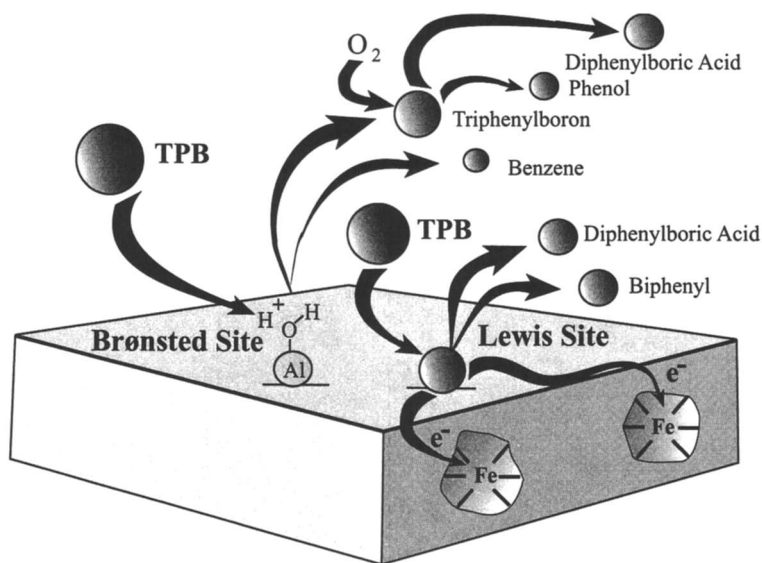 O2
Diphenylboric Acid
Phenol
Triphenylboron
TPB
Benzene
TPB
Diphenylboric Acid
Biphenyl
H+
H
O
Al
Brønsted Site
Lewis Site
e-
e-
Fe
Fe